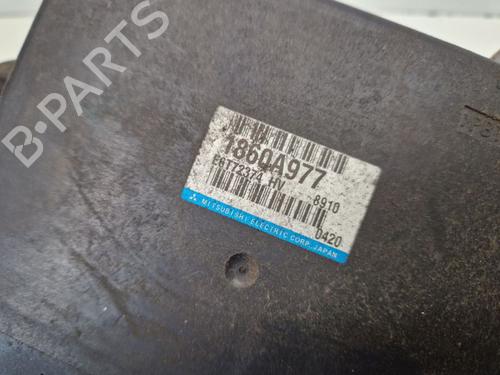 B-PARTS
1860A977
E6T72374 HV
8910
0420
MITSUBISHI ELECTRIC CORP. JAPAN